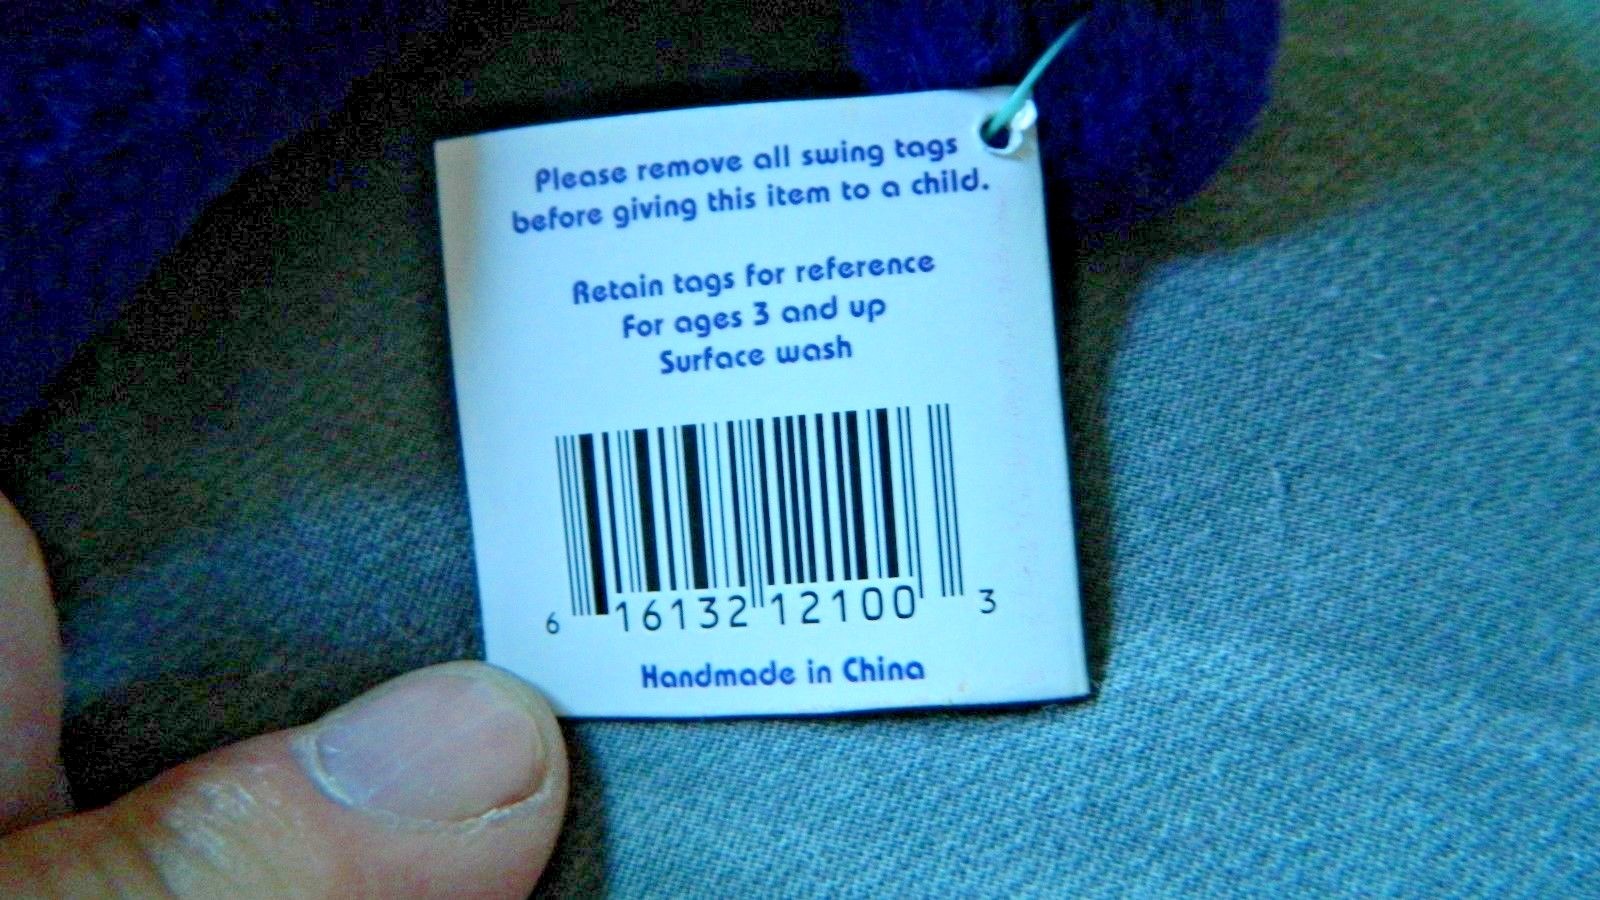 Please remove all swing tags
before giving this item to a child.
Retain tags for reference
For ages 3 and up
Surface wash
6 16132 12100 3
Handmade in China